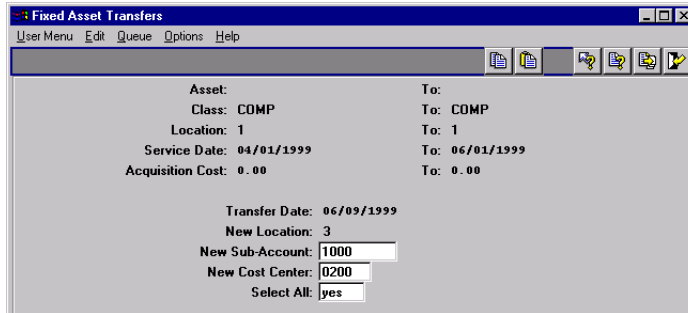 Fixed Asset Transfers
User Menu Edit Queue Options Help
Asset: To:
Class: COMP To: COMP
Location: 1 To: 1
Service Date: 04/01/1999 To: 06/01/1999
Acquisition Cost: 0.00 To: 0.00
Transfer Date: 06/09/1999
New Location: 3
New Sub-Account: 1000
New Cost Center: 0200
Select All: yes